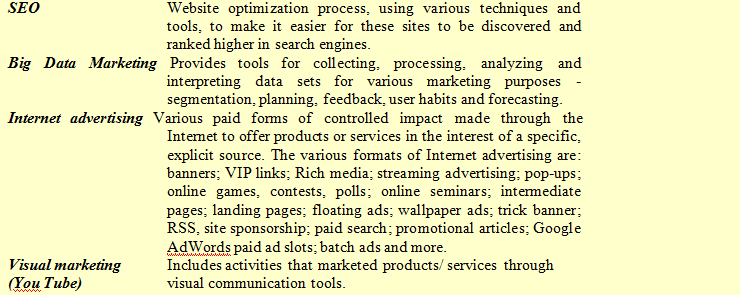 SEO Website optimization process, using various techniques and
tools, to make it easier for these sites to be discovered and
ranked higher in search engines.
Big Data Marketing Provides tools for collecting, processing, analyzing and
interpreting data sets for various marketing purposes -
segmentation, planning, feedback, user habits and forecasting.
Internet advertising Various paid forms of controlled impact made through the
Internet to offer products or services in the interest of a specific,
explicit source. The various formats of Internet advertising are:
banners; VIP links; Rich media; streaming advertising; pop-ups;
online games, contests, polls; online seminars; intermediate
pages; landing pages; floating ads; wallpaper ads; trick banner;
RSS, site sponsorship; paid search; promotional articles; Google
AdWords paid ad slots; batch ads and more.
Visual marketing Includes activities that marketed products/ services through
(You Tube) visual communication tools.